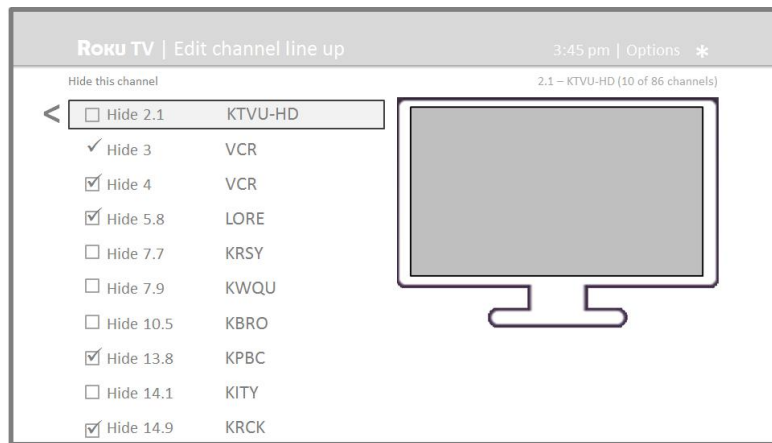 ROKU TV | Edit channel line up
3:45 pm | Options *
Hide this channel
2.1 – KTVU-HD (10 of 86 channels)
<
Hide 2.1 KTVU-HD
Hide 3 VCR
Hide 4 VCR
Hide 5.8 LORE
Hide 7.7 KRSY
Hide 7.9 KWQU
Hide 10.5 KBRO
Hide 13.8 KPBC
Hide 14.1 KITY
Hide 14.9 KRCK